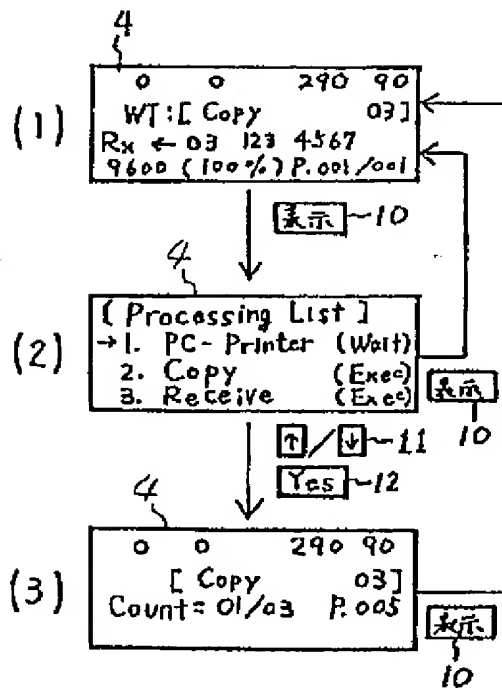 4
(1)
0 0 290 90
WT:[ Copy 03]
Rx ← 03 123 4567
9600 (100%) P.001/001
表示 10
4
(2)
[ Processing List ]
→ 1. PC-Printer (Wait)
2. Copy (Exec)
3. Receive (Exec)
表示
10
↑/↓ 11
Yes 12
4
(3)
0 0 290 90
[ Copy 03]
Count=01/03 P.005
表示
10